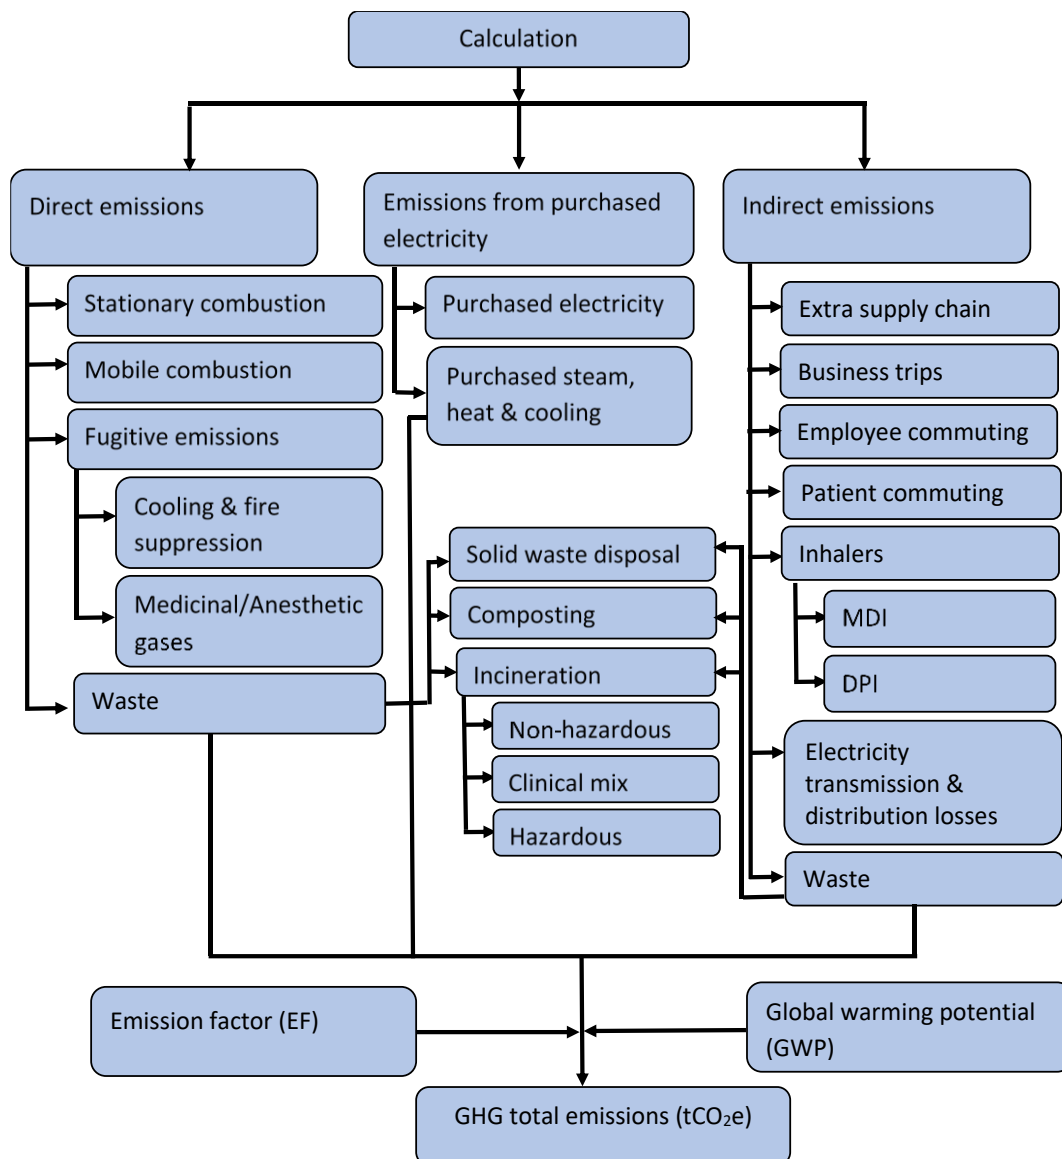 Calculation
Direct emissions
Stationary combustion
Mobile combustion
Fugitive emissions
Cooling & fire
suppression
Medicinal/Anesthetic
gases
Waste
Emissions from purchased
electricity
Purchased electricity
Purchased steam,
heat & cooling
Solid waste disposal
Composting
Incineration
Non-hazardous
Clinical mix
Hazardous
Indirect emissions
Extra supply chain
Business trips
Employee commuting
Patient commuting
Inhalers
MDI
DPI
Electricity
transmission &
distribution losses
Waste
Emission factor (EF)
Global warming potential
(GWP)
GHG total emissions (tCO₂e)